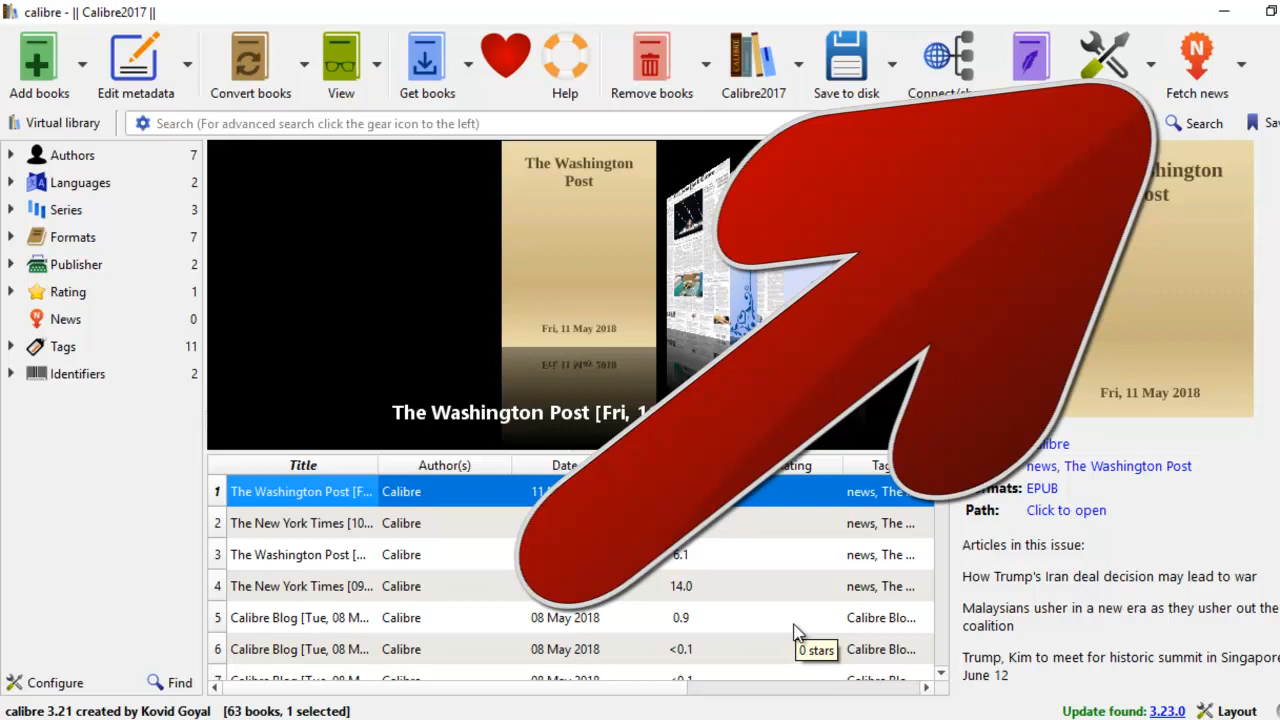 calibre - || Calibre2017 ||
Add books
Edit metadata
Convert books
View
Get books
Help
Remove books
Calibre2017
Save to disk
Connect/sh
Fetch news
Virtual library
Search (For advanced search click the gear icon to the left)
Search
Sav
Authors 7
Languages 2
Series 3
Formats 7
Publisher 2
Rating 1
News 0
Tags 11
Identifiers 2
The Washington
Post
Fri, 11 May 2018
The Washington Post [Fri, 1
hington
ost
Fri, 11 May 2018
Title Author(s) Date ating Tag
1 The Washington Post [F... Calibre 11 news, The
2 The New York Times [10... Calibre news, The ...
3 The Washington Post [... Calibre 6.1 news, The ...
4 The New York Times [09... Calibre 14.0 news, The ...
5 Calibre Blog [Tue, 08 M... Calibre 08 May 2018 0.9 Calibre Blo...
6 Calibre Blog [Tue, 08 M... Calibre 08 May 2018 <0.1 Calibre Blo...
0 stars
libre
news, The Washington Post
ormats: EPUB
Path: Click to open
Articles in this issue:
How Trump's Iran deal decision may lead to war
Malaysians usher in a new era as they usher out the
coalition
Trump, Kim to meet for historic summit in Singapore
June 12
Configure
Find
calibre 3.21 created by Kovid Goyal [63 books, 1 selected]
Update found: 3.23.0
Layout